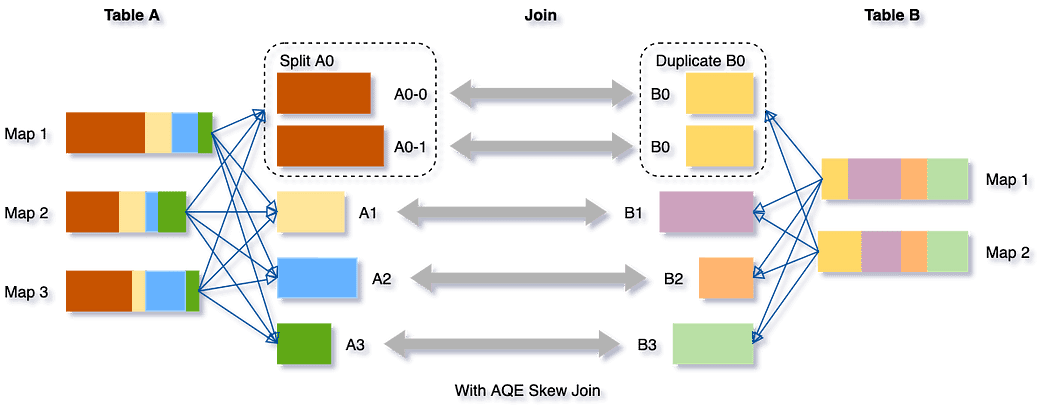 Table A
Join
Table B
Split A0
Duplicate B0
A0-0
B0
Map 1
A0-1
B0
Map 1
Map 2
A1
B1
Map 2
Map 3
A2
B2
A3
B3
With AQE Skew Join